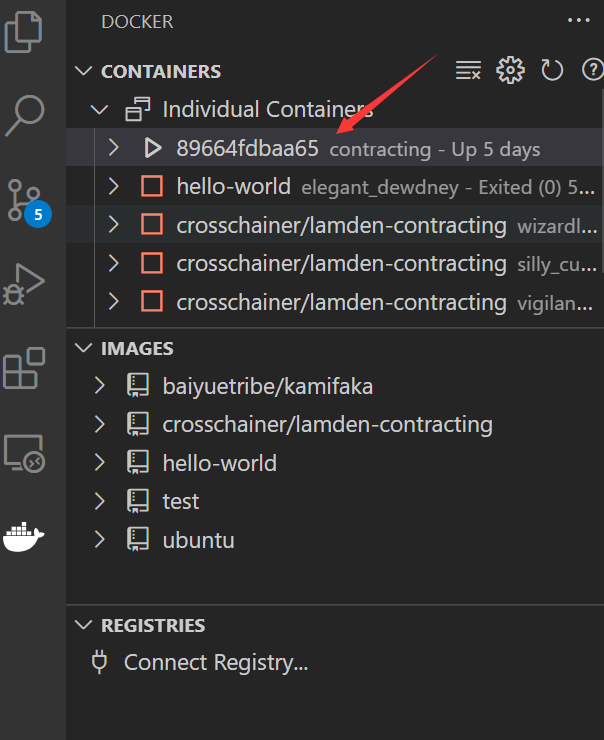 DOCKER
CONTAINERS
Individual Containers
89664fdbaa65 contracting - Up 5 days
hello-world elegant_dewdney - Exited (0) 5...
5
crosschainer/lamden-contracting wizardl...
crosschainer/lamden-contracting silly_cu...
crosschainer/lamden-contracting vigilan...
IMAGES
baiyuetribe/kamifaka
crosschainer/lamden-contracting
hello-world
test
ubuntu
REGISTRIES
Connect Registry...